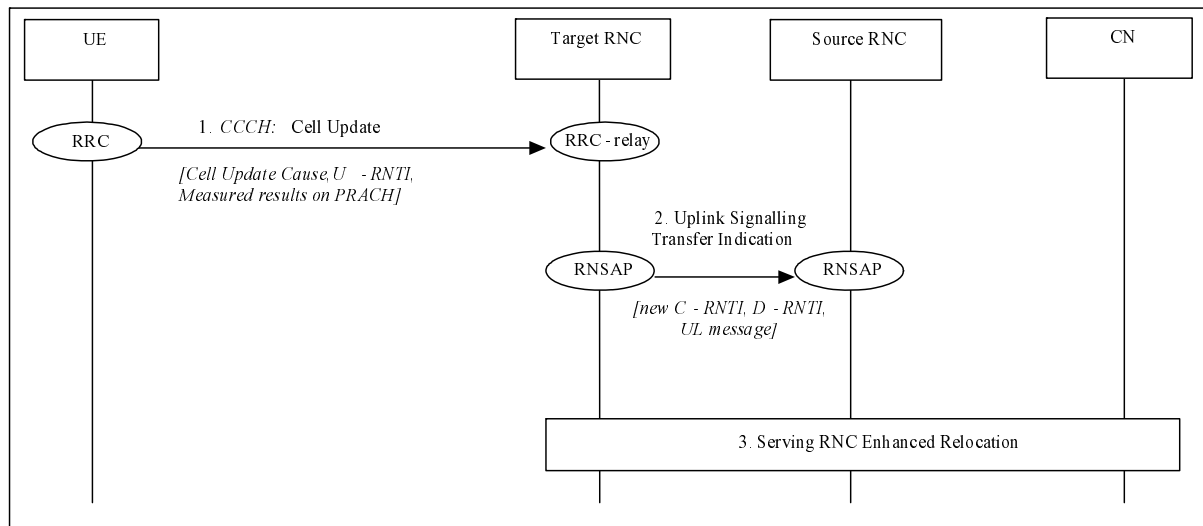 UE
Target RNC
Source RNC
CN
RRC
1. CCCH: Cell Update
RRC - relay
[Cell Update Cause, U - RNTI,
Measured results on PRACH]
2. Uplink Signalling
Transfer Indication
RNSAP
RNSAP
[new C - RNTI, D - RNTI,
UL message]
3. Serving RNC Enhanced Relocation